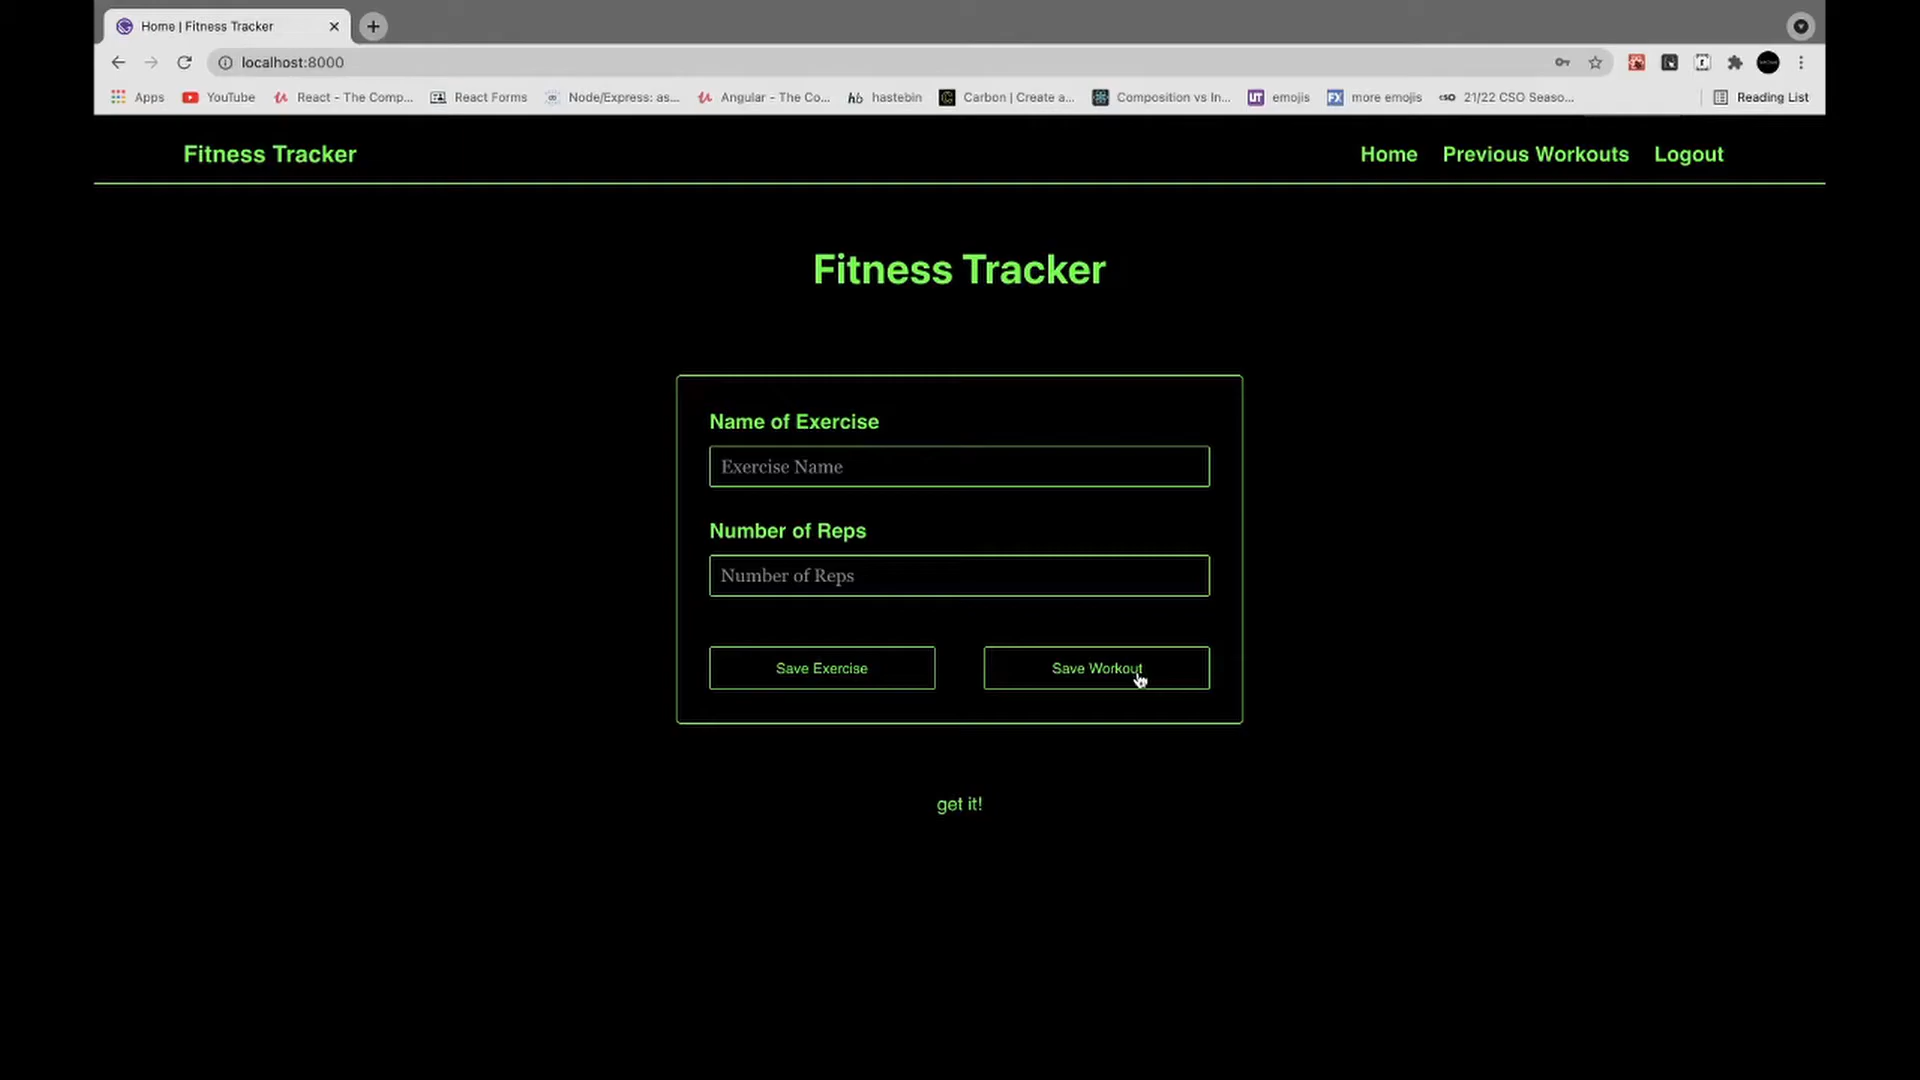 Home | Fitness Tracker
localhost:8000
Apps YouTube React - The Comp... React Forms Node/Express: as... Angular - The Co... hastebin Carbon | Create a... Composition vs In... emojis more emojis 21/22 CSO Seaso... Reading List
Fitness Tracker Home Previous Workouts Logout
Fitness Tracker
Name of Exercise
Exercise Name
Number of Reps
Number of Reps
Save Exercise Save Workout
get it!